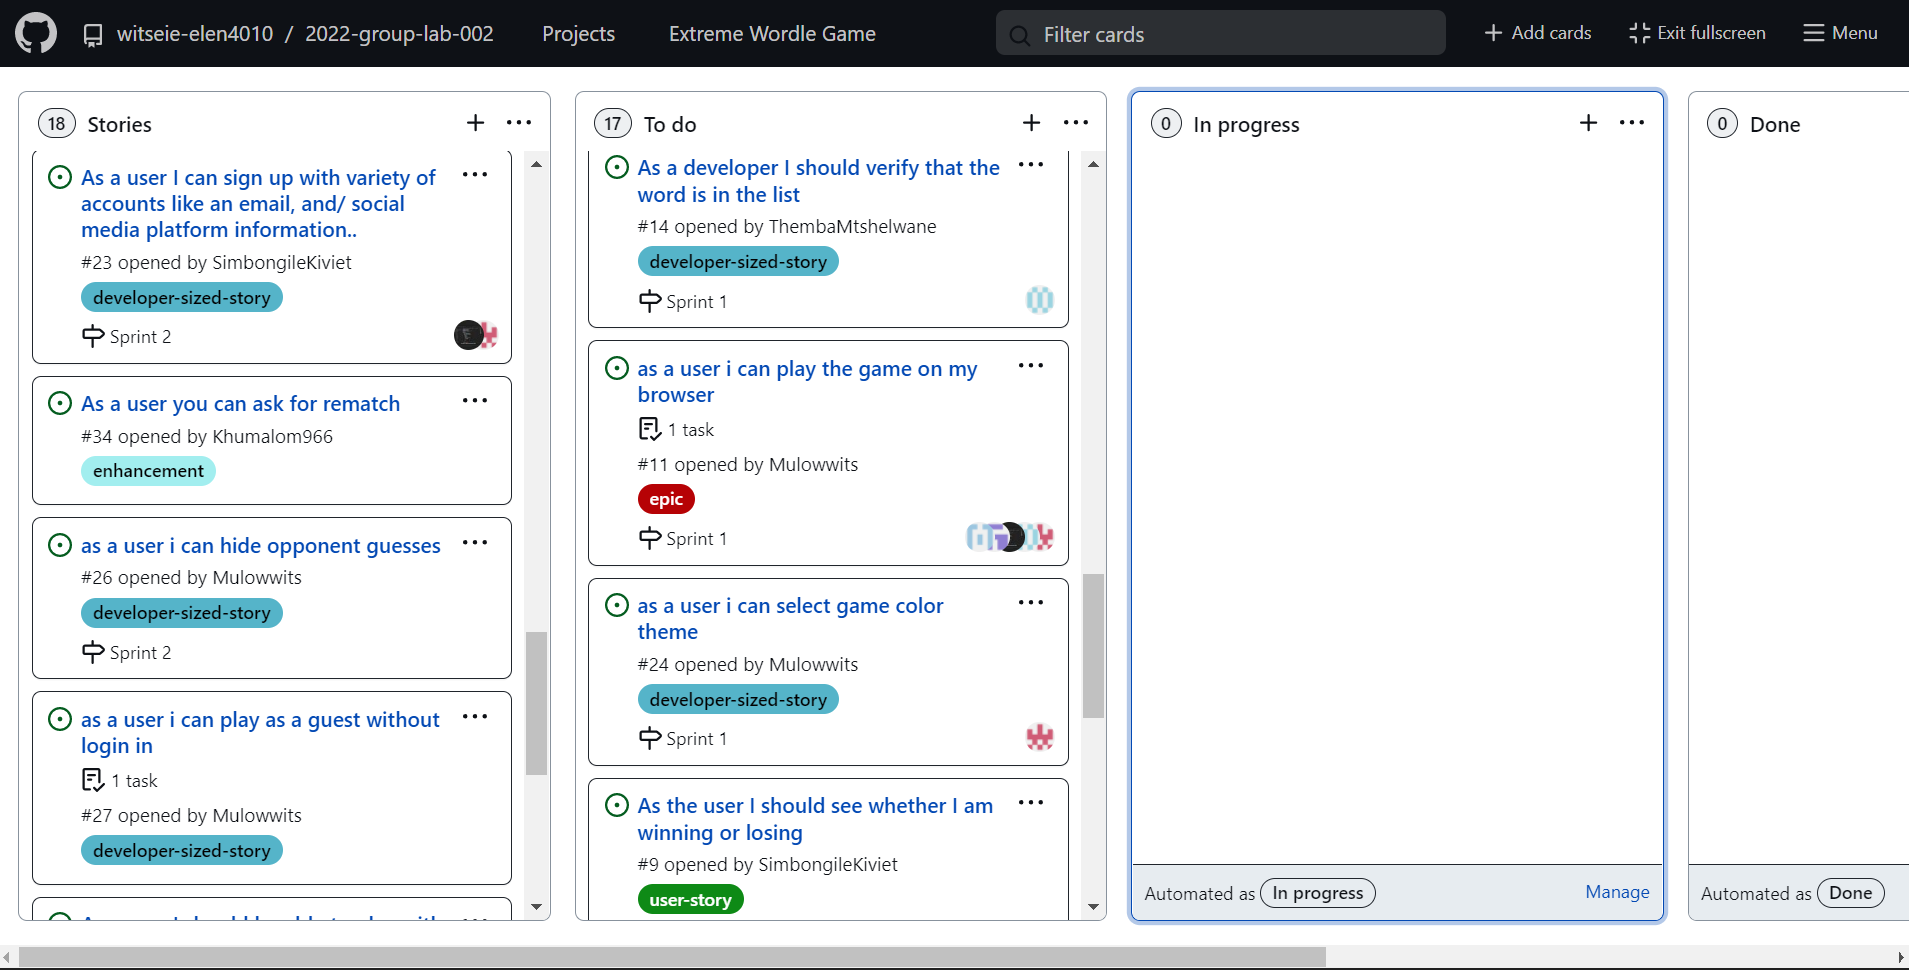 witseie-elen4010 / 2022-group-lab-002 Projects Extreme Wordle Game Filter cards Add cards Exit fullscreen Menu
18 Stories
As a user I can sign up with variety of
accounts like an email, and/ social
media platform information..
#23 opened by SimbongileKiviet
developer-sized-story
Sprint 2
As a user you can ask for rematch
#34 opened by Khumalom966
enhancement
as a user i can hide opponent guesses
#26 opened by Mulowwits
developer-sized-story
Sprint 2
as a user i can play as a guest without
login in
1 task
#27 opened by Mulowwits
developer-sized-story
17 To do
As a developer I should verify that the
word is in the list
#14 opened by ThembaMtshelwane
developer-sized-story
Sprint 1
as a user i can play the game on my
browser
1 task
#11 opened by Mulowwits
epic
Sprint 1
as a user i can select game color
theme
#24 opened by Mulowwits
developer-sized-story
Sprint 1
As the user I should see whether I am
winning or losing
#9 opened by SimbongileKiviet
user-story
0 In progress
Automated as In progress Manage
0 Done
Automated as Done